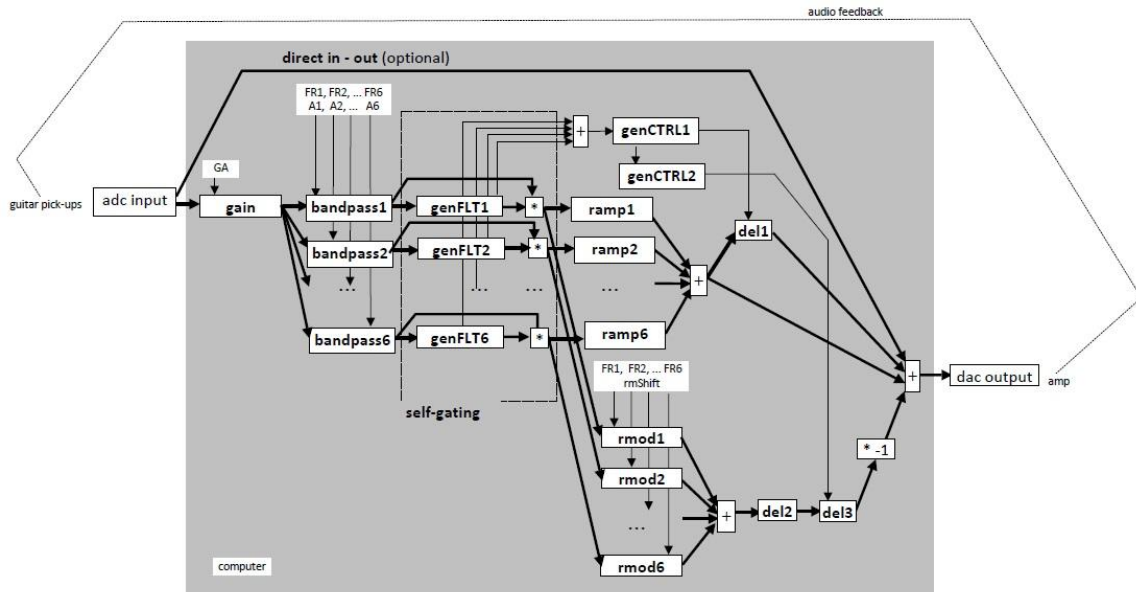 audio feedback
direct in - out (optional)
FR1, FR2, ... FR6
A1, A2, ... A6
+
genCTRL1
genCTRL2
GA
guitar pick-ups
adc input
gain
bandpass1
genFLT1
*
ramp1
del1
bandpass2
genFLT2
*
ramp2
+
...
...
...
...
bandpass6
genFLT6
*
ramp6
FR1, FR2, ... FR6
rmShift
+
dac output
amp
self-gating
rmod1
* -1
rmod2
+
del2
del3
...
rmod6
computer